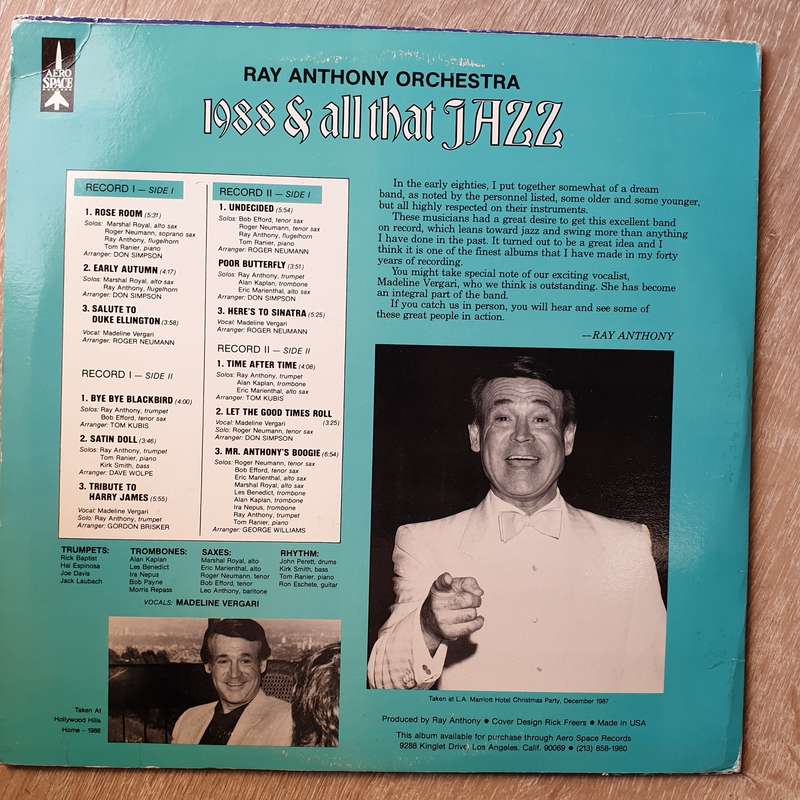 AERO
SPACE
RECORDS
RAY ANTHONY ORCHESTRA
1988 & all that JAZZ
RECORD I — SIDE I
1. ROSE ROOM (5:31)
Solos: Marshal Royal, alto sax
Roger Neumann, soprano sax
Ray Anthony, flugelhorn
Tom Ranier, piano
Arranger: DON SIMPSON
2. EARLY AUTUMN (4:17)
Solos: Marshal Royal, alto sax
Ray Anthony, flugelhorn
Arranger: DON SIMPSON
3. SALUTE TO
DUKE ELLINGTON (3:58)
Vocal: Madeline Vergari
Arranger: ROGER NEUMANN
RECORD I — SIDE II
1. BYE BYE BLACKBIRD (4:00)
Solos: Ray Anthony, trumpet
Bob Efford, tenor sax
Arranger: TOM KUBIS
2. SATIN DOLL (3:46)
Solos: Ray Anthony, trumpet
Tom Ranier, piano
Kirk Smith, bass
Arranger: DAVE WOLPE
3. TRIBUTE TO
HARRY JAMES (5:55)
Vocal: Madeline Vergari
Solo: Ray Anthony, trumpet
Arranger: GORDON BRISKER
RECORD II — SIDE I
1. UNDECIDED (5:54)
Solos: Bob Efford, tenor sax
Roger Neumann, tenor sax
Ray Anthony, flugelhorn
Tom Ranier, piano
Arranger: ROGER NEUMANN
POOR BUTTERFLY (3:51)
Solos: Ray Anthony, trumpet
Alan Kaplan, trombone
Eric Marienthal, alto sax
Arranger: DON SIMPSON
3. HERE'S TO SINATRA (5:25)
Vocal: Madeline Vergari
Arranger: ROGER NEUMANN
RECORD II — SIDE II
1. TIME AFTER TIME (4:08)
Solos: Ray Anthony, trumpet
Alan Kaplan, trombone
Eric Marienthal, alto sax
Arranger: TOM KUBIS
2. LET THE GOOD TIMES ROLL
Vocal: Madeline Vergari (3:25)
Solo: Roger Neumann, tenor sax
Arranger: DON SIMPSON
3. MR. ANTHONY'S BOOGIE (6:54)
Solos: Roger Neumann, tenor sax
Bob Efford, tenor sax
Eric Marienthal, alto sax
Marshal Royal, alto sax
Les Benedict, trombone
Alan Kaplan, trombone
Ira Nepus, trombone
Ray Anthony, trumpet
Tom Ranier, piano
Arranger: GEORGE WILLIAMS
In the early eighties, I put together somewhat of a dream
band, as noted by the personnel listed, some older and some younger,
but all highly respected on their instruments.
These musicians had a great desire to get this excellent band
on record, which leans toward jazz and swing more than anything
I have done in the past. It turned out to be a great idea and I
think it is one of the finest albums that I have made in my forty
years of recording.
You might take special note of our exciting vocalist,
Madeline Vergari, who we think is outstanding. She has become
an integral part of the band.
If you catch us in person, you will hear and see some of
these great people in action.
—RAY ANTHONY
TRUMPETS:
Rick Baptist
Hal Espinosa
Joe Davis
Jack Laubach
TROMBONES:
Alan Kaplan
Les Benedict
Ira Nepus
Bob Payne
Morris Repass
SAXES:
Marshal Royal, alto
Eric Marienthal, alto
Roger Neumann, tenor
Bob Efford, tenor
Leo Anthony, baritone
RHYTHM:
John Perett, drums
Kirk Smith, bass
Tom Ranier, piano
Ron Eschete, guitar
VOCALS: MADELINE VERGARI
Taken At
Hollywood Hills
Home – 1986
Taken at L.A. Marriott Hotel Christmas Party, December 1987
Produced by Ray Anthony ● Cover Design Rick Freers ● Made in USA
This album available for purchase through Aero Space Records
9288 Kinglet Drive, Los Angeles, Calif. 90069 ● (213) 858-1980